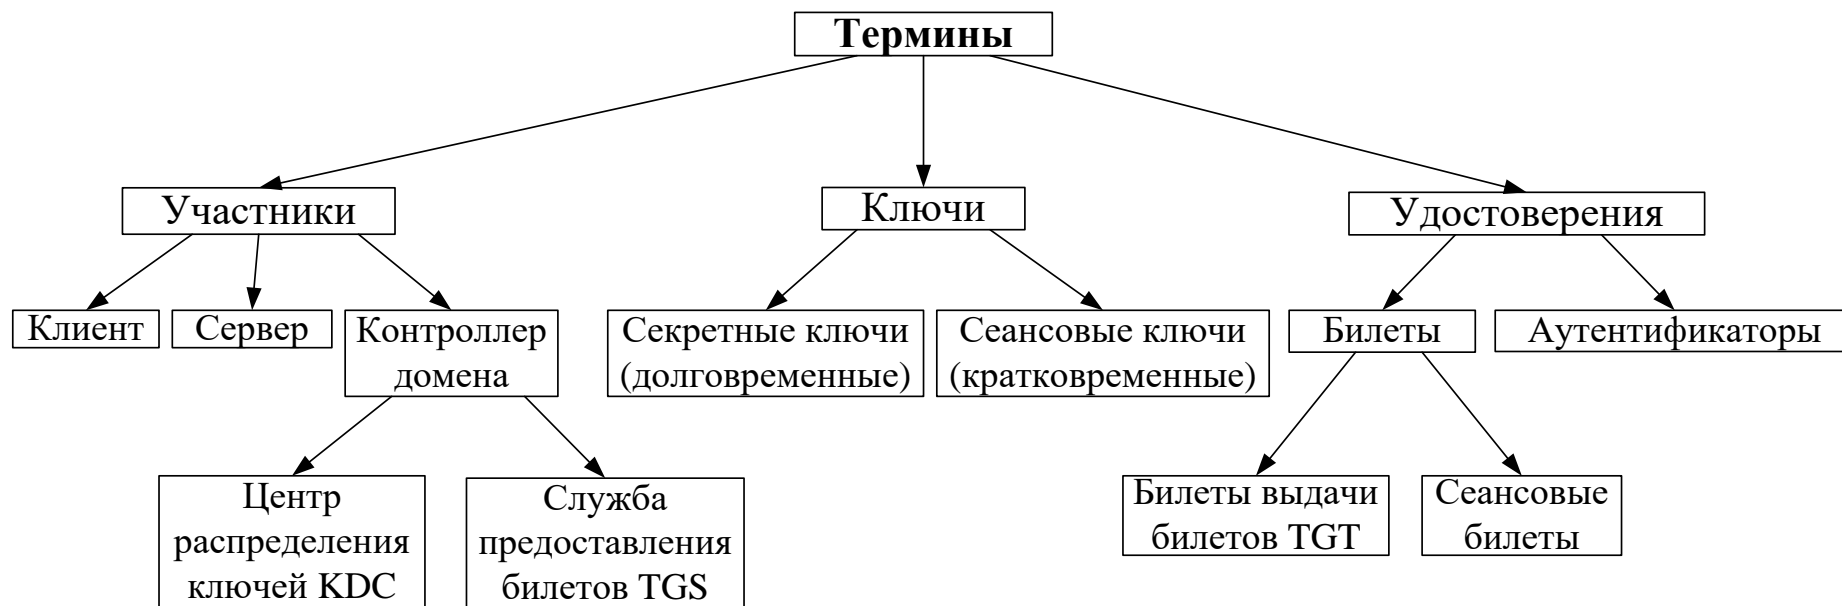 Термины
Участники
Ключи
Удостоверения
Клиент
Сервер
Контроллер
домена
Секретные ключи
(долговременные)
Сеансовые ключи
(кратковременные)
Билеты
Аутентификаторы
Центр
распределения
ключей KDC
Служба
предоставления
билетов TGS
Билеты выдачи
билетов TGT
Сеансовые
билеты